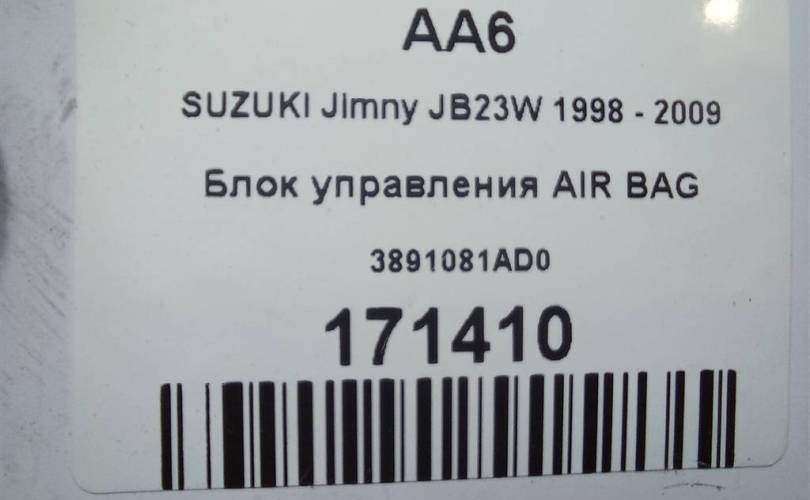 AA6
SUZUKI Jimny JB23W 1998 - 2009
Блок управления AIR BAG
3891081AD0
171410